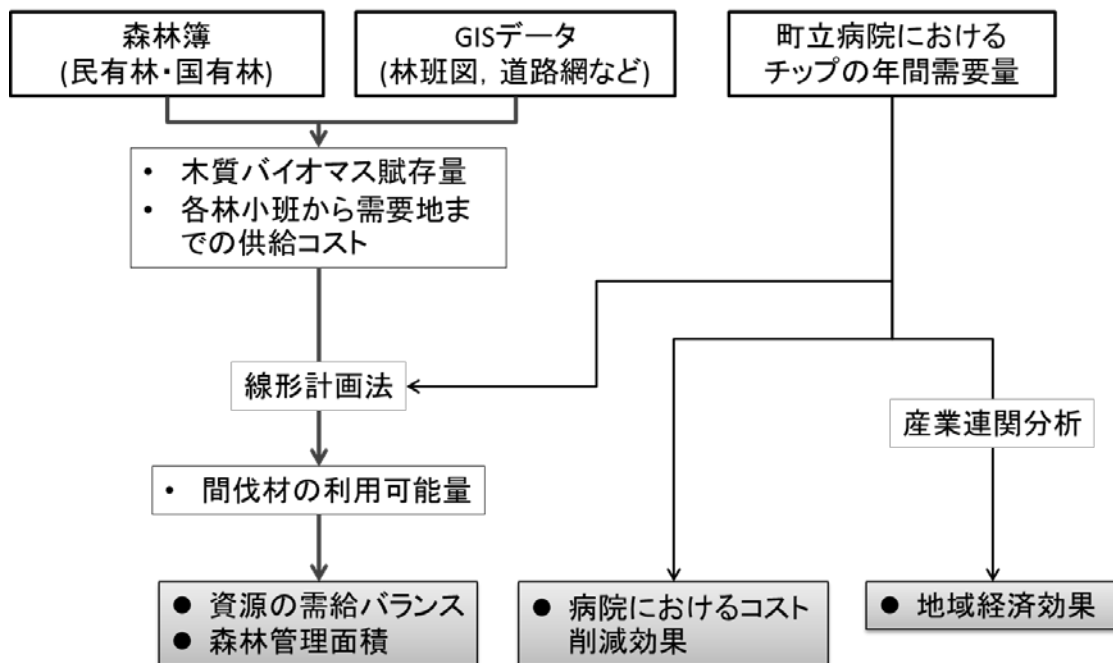 森林簿
(民有林・国有林)
GISデータ
(林班図，道路網など)
町立病院における
チップの年間需要量
• 木質バイオマス賦存量
• 各林小班から需要地ま
での供給コスト
線形計画法
産業連関分析
• 間伐材の利用可能量
● 資源の需給バランス
● 森林管理面積
● 病院におけるコスト
削減効果
● 地域経済効果